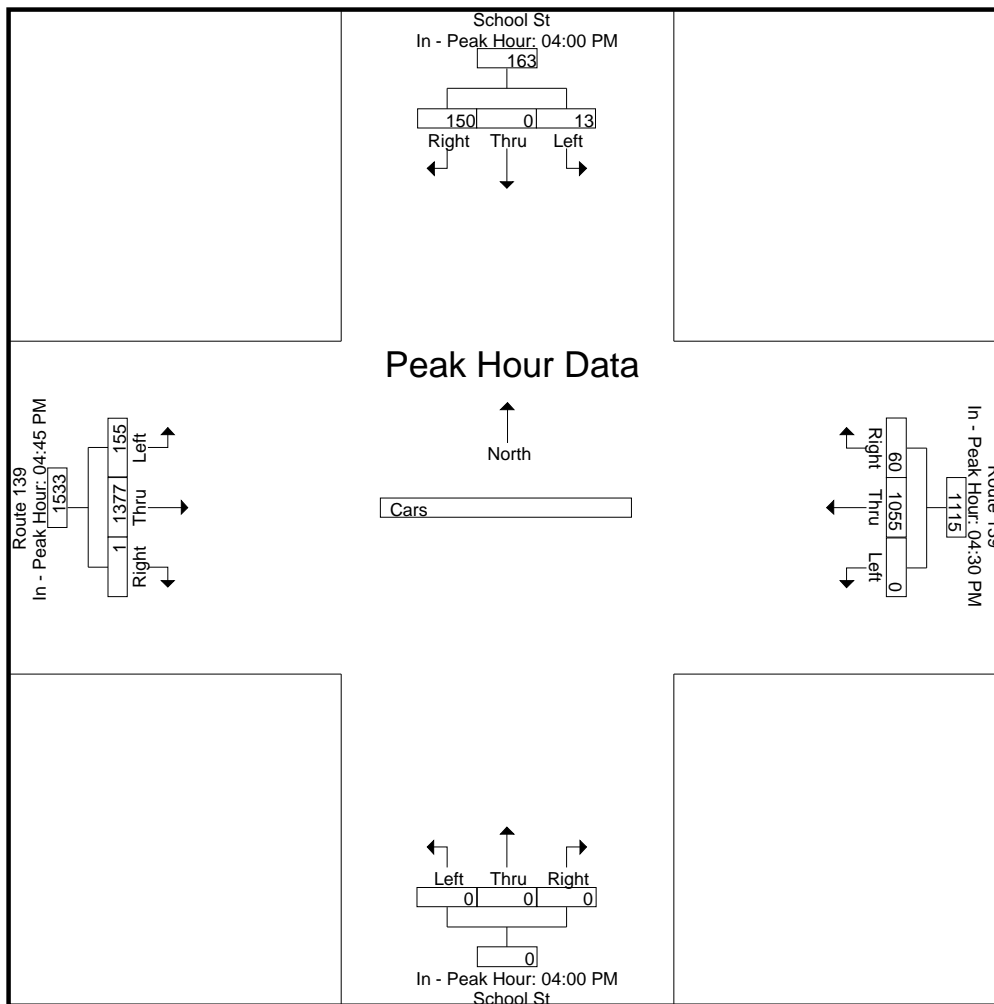 School St
In - Peak Hour: 04:00 PM
163
150 0 13
Right Thru Left
Peak Hour Data
North
Cars
Route 139
In - Peak Hour: 04:45 PM
1533
155 1377 1
Left Thru Right
Route 139
In - Peak Hour: 04:30 PM
1115
60 1055 0
Right Thru Left
Left Thru Right
0 0 0
0
In - Peak Hour: 04:00 PM
School St